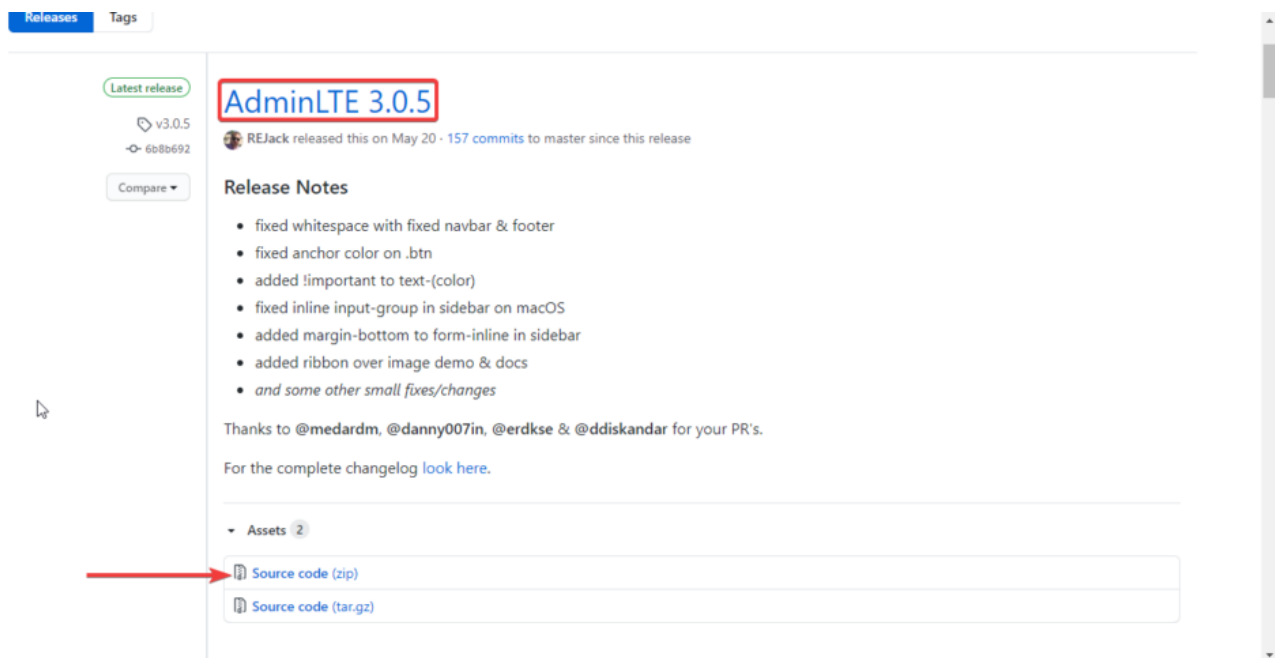 Releases Tags
Latest release
v3.0.5
6b8b692
Compare
AdminLTE 3.0.5
REJack released this on May 20 · 157 commits to master since this release
Release Notes
• fixed whitespace with fixed navbar & footer
• fixed anchor color on .btn
• added !important to text-(color)
• fixed inline input-group in sidebar on macOS
• added margin-bottom to form-inline in sidebar
• added ribbon over image demo & docs
• and some other small fixes/changes
Thanks to @medardm, @danny007in, @erdkse & @ddiskandar for your PR's.
For the complete changelog look here.
Assets 2
Source code (zip)
Source code (tar.gz)